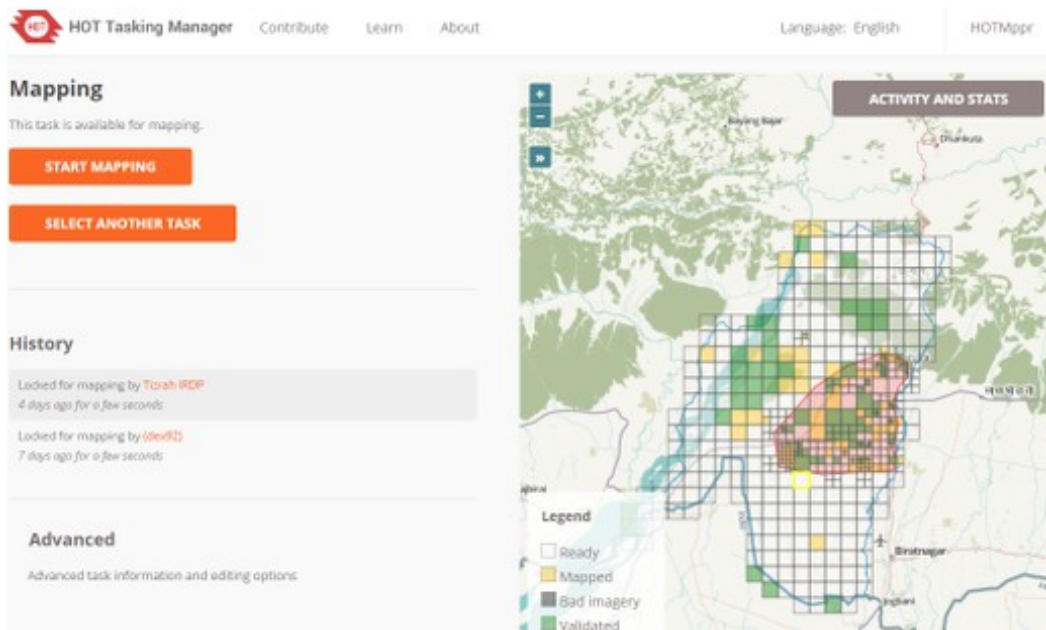 HOT
HOT Tasking Manager
Contribute
Learn
About
Language: English
HOTMppr
Mapping
This task is available for mapping.
START MAPPING
SELECT ANOTHER TASK
History
Locked for mapping by Tizrah IRDP
4 days ago for a few seconds
Locked for mapping by (dev92)
7 days ago for a few seconds
Advanced
Advanced task information and editing options
+
−
»
ACTIVITY AND STATS
Dhankuta
Biratnagar
Legend
Ready
Mapped
Bad imagery
Validated